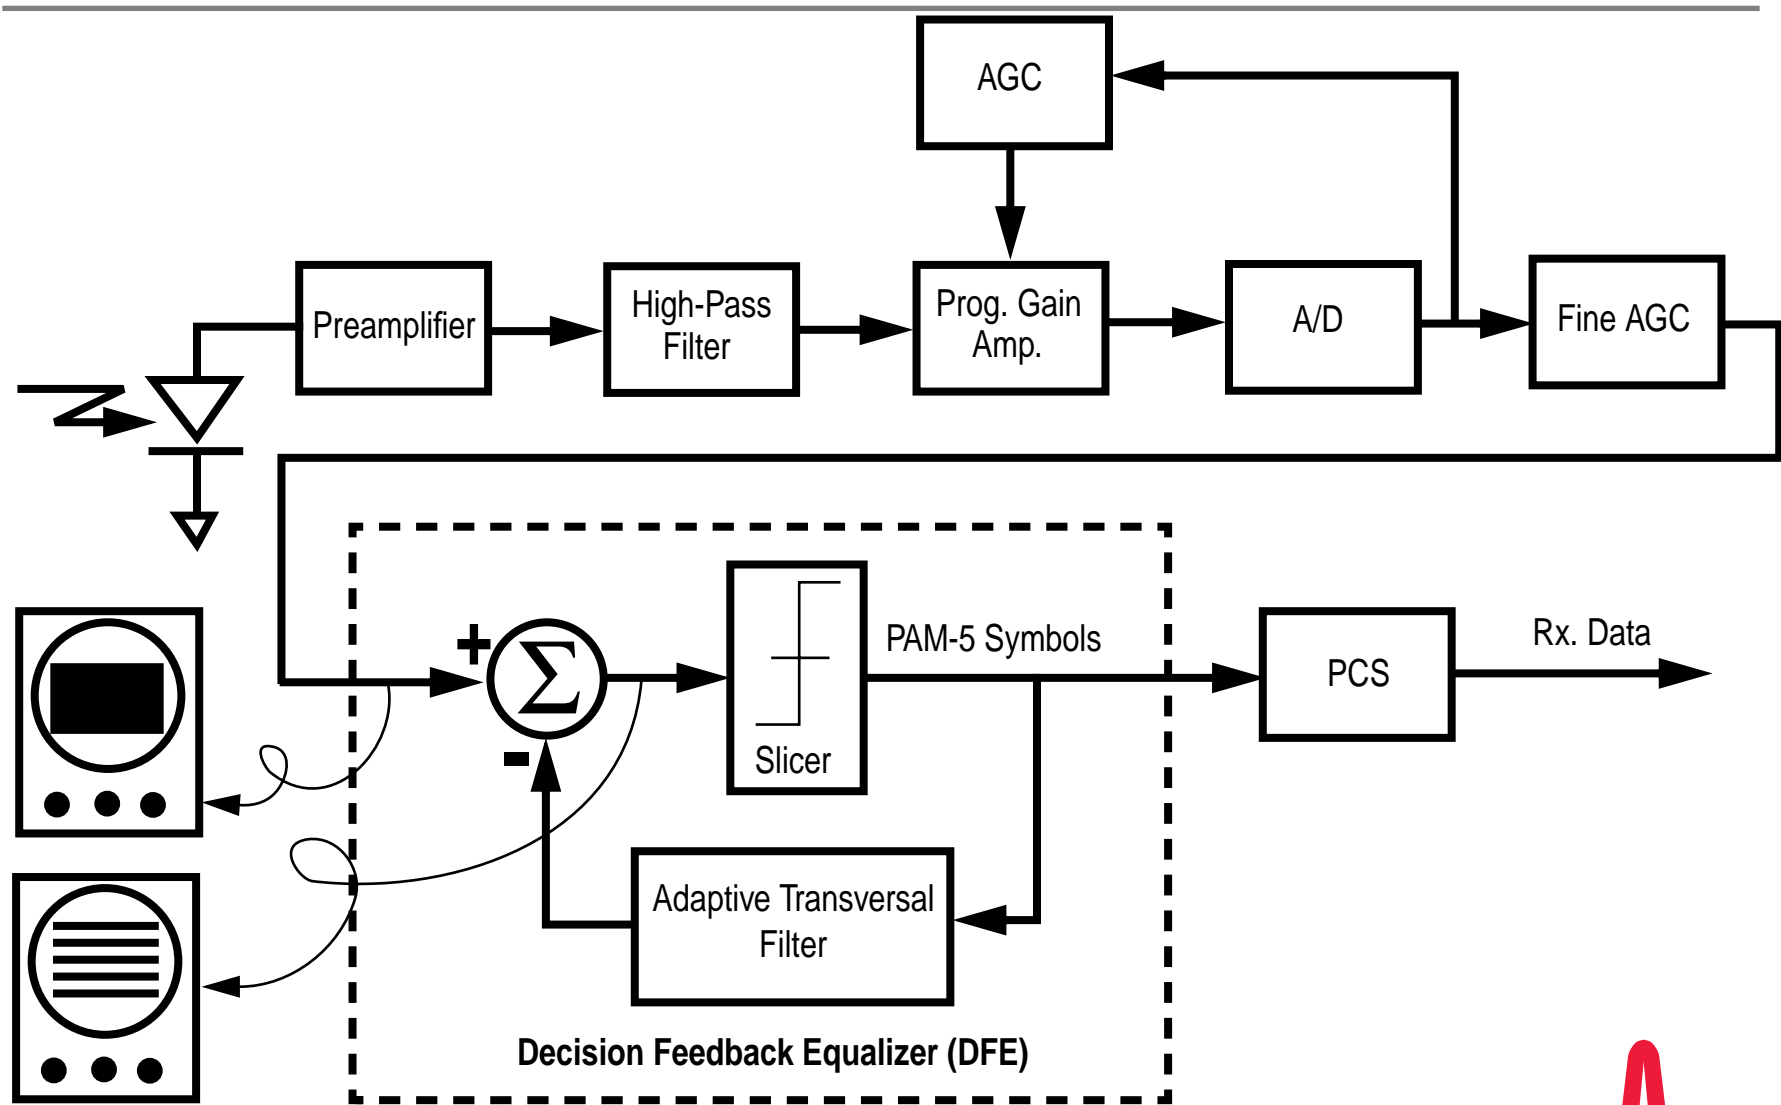 AGC
Preamplifier
High-Pass
Filter
Prog. Gain
Amp.
A/D
Fine AGC
+
Σ
-
Slicer
PAM-5 Symbols
PCS
Rx. Data
Adaptive Transversal
Filter
Decision Feedback Equalizer (DFE)